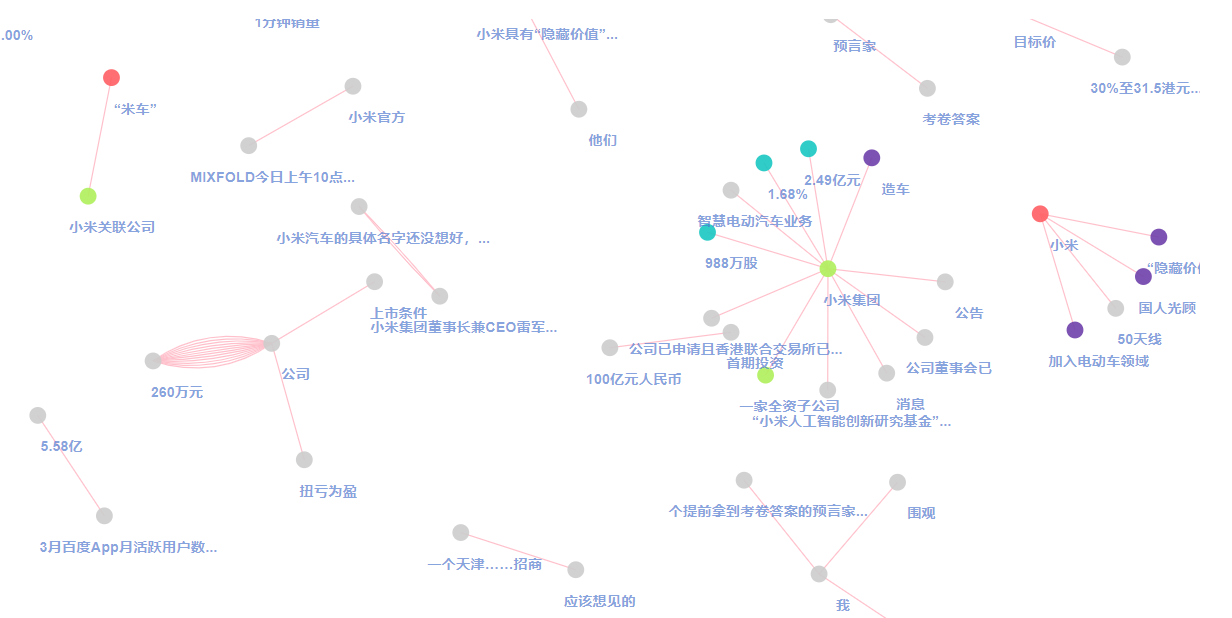 1分钟销量
.00%
小米具有“隐藏价值”...
预言家
目标价
30%至31.5港元...
“米车”
小米官方
考卷答案
他们
MIXFOLD今日上午10点...
2.49亿元
造车
1.68%
小米关联公司
智慧电动汽车业务
小米汽车的具体名字还没想好，...
小米
988万股
“隐藏价值
小米集团
国人光顾
上市条件
公告
小米集团董事长兼CEO雷军...
50天线
公司已申请且香港联合交易所已...
首期投资
加入电动车领域
公司
公司董事会已
100亿元人民币
260万元
一家全资子公司
消息
“小米人工智能创新研究基金”...
5.58亿
扭亏为盈
个提前拿到考卷答案的预言家...
围观
3月百度App月活跃用户数...
一个天津……招商
应该想见的
我